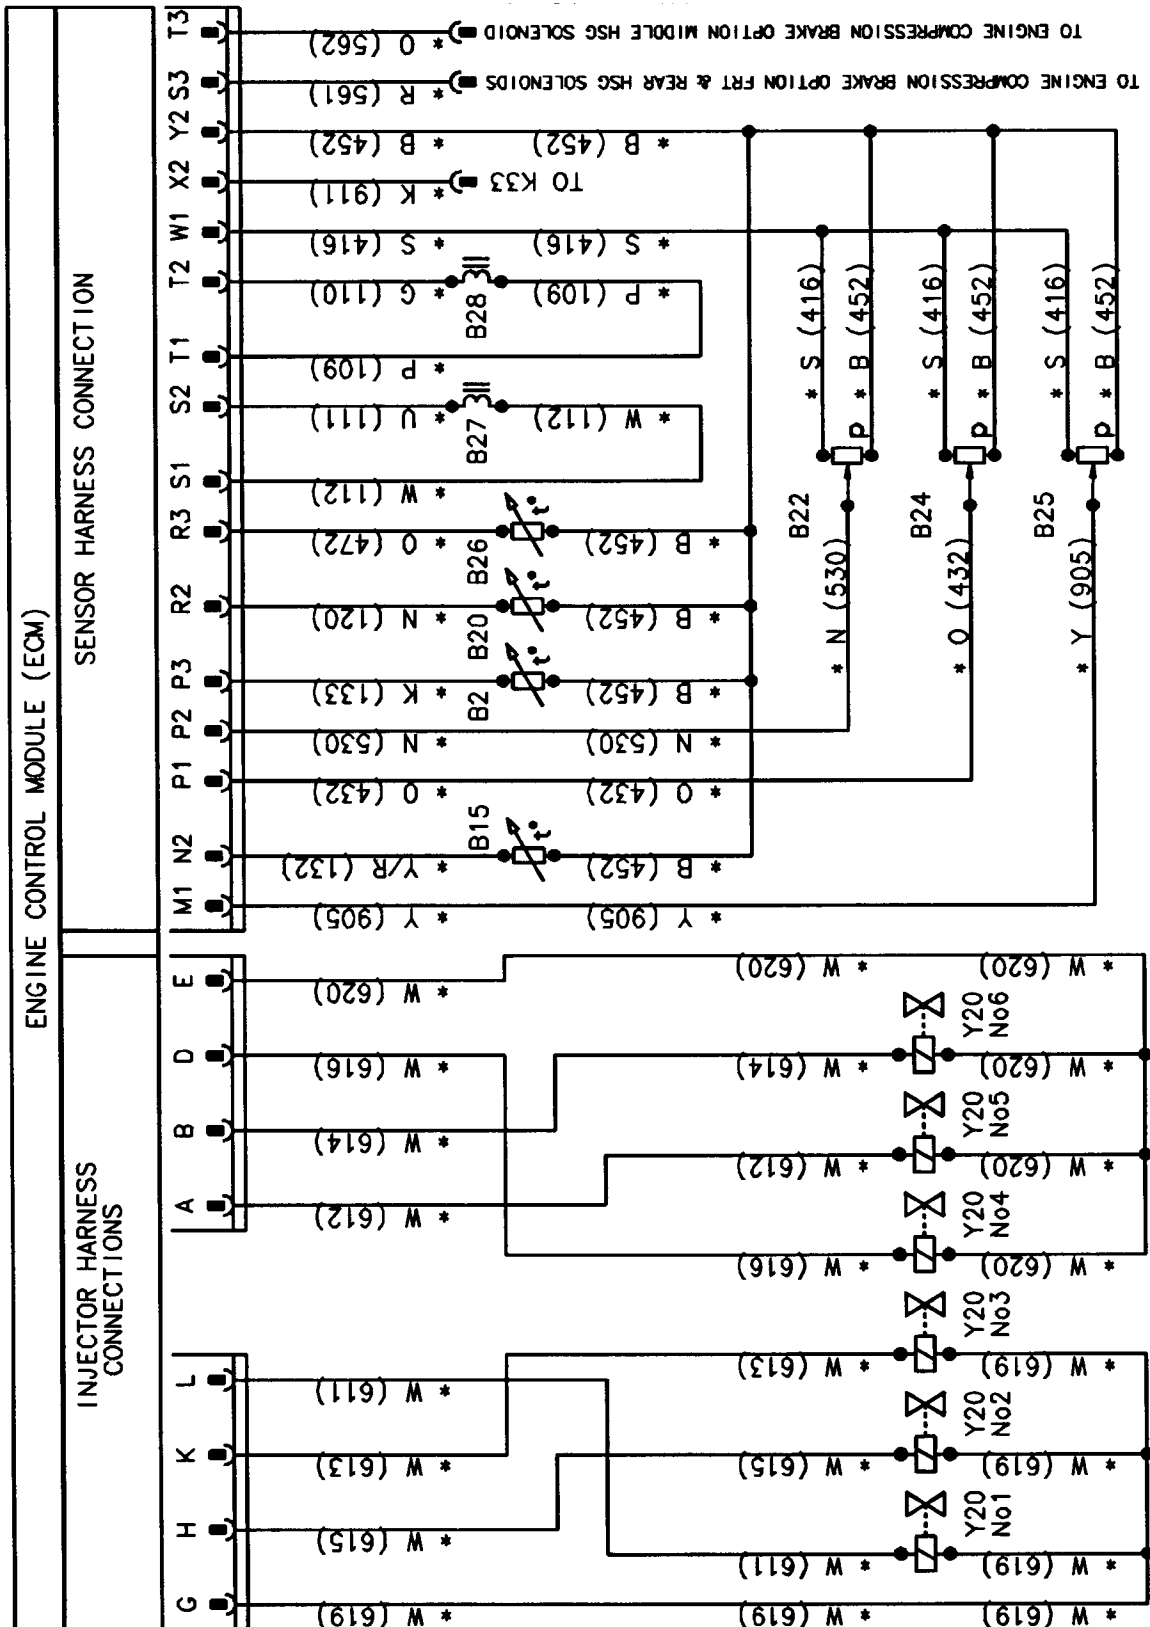 ENGINE CONTROL MODULE (ECM)
SENSOR HARNESS CONNECTION
INJECTOR HARNESS
CONNECTIONS
T3
* O (562)
TO ENGINE COMPRESSION BRAKE OPTION MIDDLE HSG SOLENOID
S3
* R (561)
TO ENGINE COMPRESSION BRAKE OPTION FRT & REAR HSG SOLENOIDS
Y2
* B (452)
* B (452)
X2
* K (911)
TO K33
W1
* S (416)
* S (416)
T2
* G (110)
B28
* P (109)
T1
* P (109)
S2
* U (111)
B27
* W (112)
S1
* W (112)
R3
* O (472)
B26
t°
* B (452)
R2
* N (120)
B20
t°
* B (452)
P3
* K (133)
B2
t°
* B (452)
P2
* N (530)
* N (530)
P1
* O (432)
* O (432)
N2
* Y/R (132)
B15
t°
* B (452)
M1
* Y (905)
* Y (905)
* S (416)
* B (452)
P
B22
* N (530)
* S (416)
* B (452)
P
B24
* O (432)
* S (416)
* B (452)
P
B25
* Y (905)
E
* W (620)
* W (620)
* W (620)
D
* W (616)
* W (614)
Y20
No6
* W (620)
B
* W (614)
* W (612)
Y20
No5
* W (620)
A
* W (612)
* W (616)
Y20
No4
* W (620)
L
* W (611)
* W (613)
Y20
No3
* W (619)
K
* W (613)
* W (615)
Y20
No2
* W (619)
H
* W (615)
* W (611)
Y20
No1
* W (619)
G
* W (619)
* W (619)
* W (619)